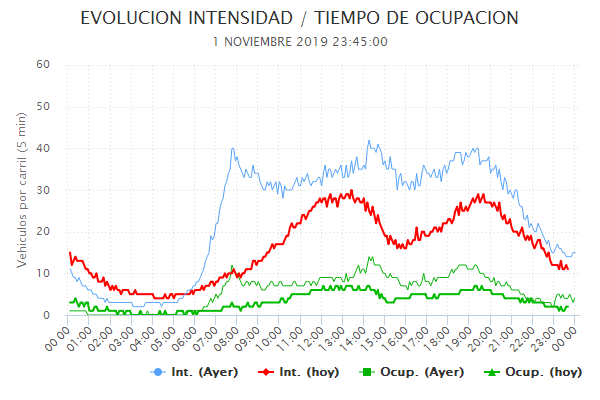 EVOLUCION INTENSIDAD / TIEMPO DE OCUPACION
1 NOVIEMBRE 2019 23:45:00
Vehiculos por carril (5 min)
60
50
40
30
20
10
0
00:00 01:00 02:00 03:00 04:00 05:00 06:00 07:00 08:00 09:00 10:00 11:00 12:00 13:00 14:00 15:00 16:00 17:00 18:00 19:00 20:00 21:00 22:00 23:00 00:00
Int. (Ayer) Int. (hoy) Ocup. (Ayer) Ocup. (hoy)